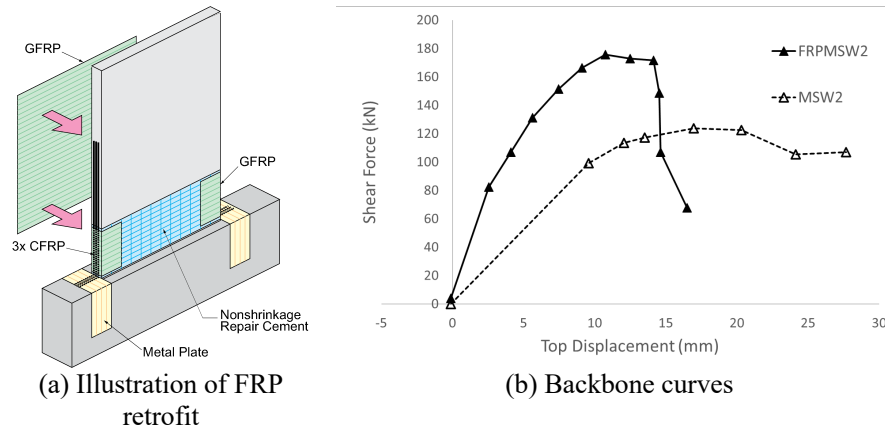 GFRP
GFRP
3x CFRP
Nonshrinkage
Repair Cement
Metal Plate
(a) Illustration of FRP
retrofit
Shear Force (kN)
200
180
160
140
120
100
80
60
40
20
0
-5
0
5
10
15
20
25
30
Top Displacement (mm)
FRPMSW2
MSW2
(b) Backbone curves